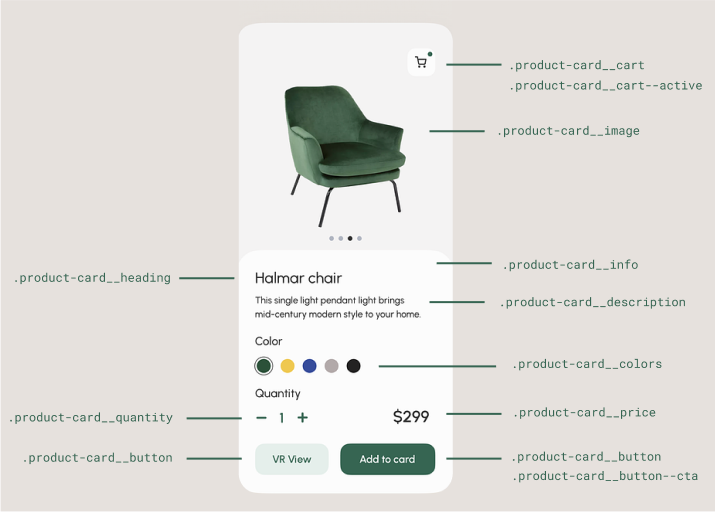 .product-card__cart
.product-card__cart--active
.product-card__image
.product-card__heading
Halmar chair
.product-card__info
This single light pendant light brings
mid-century modern style to your home.
.product-card__description
Color
.product-card__colors
Quantity
.product-card__quantity
1
$299
.product-card__price
.product-card__button
VR View
Add to card
.product-card__button
.product-card__button--cta